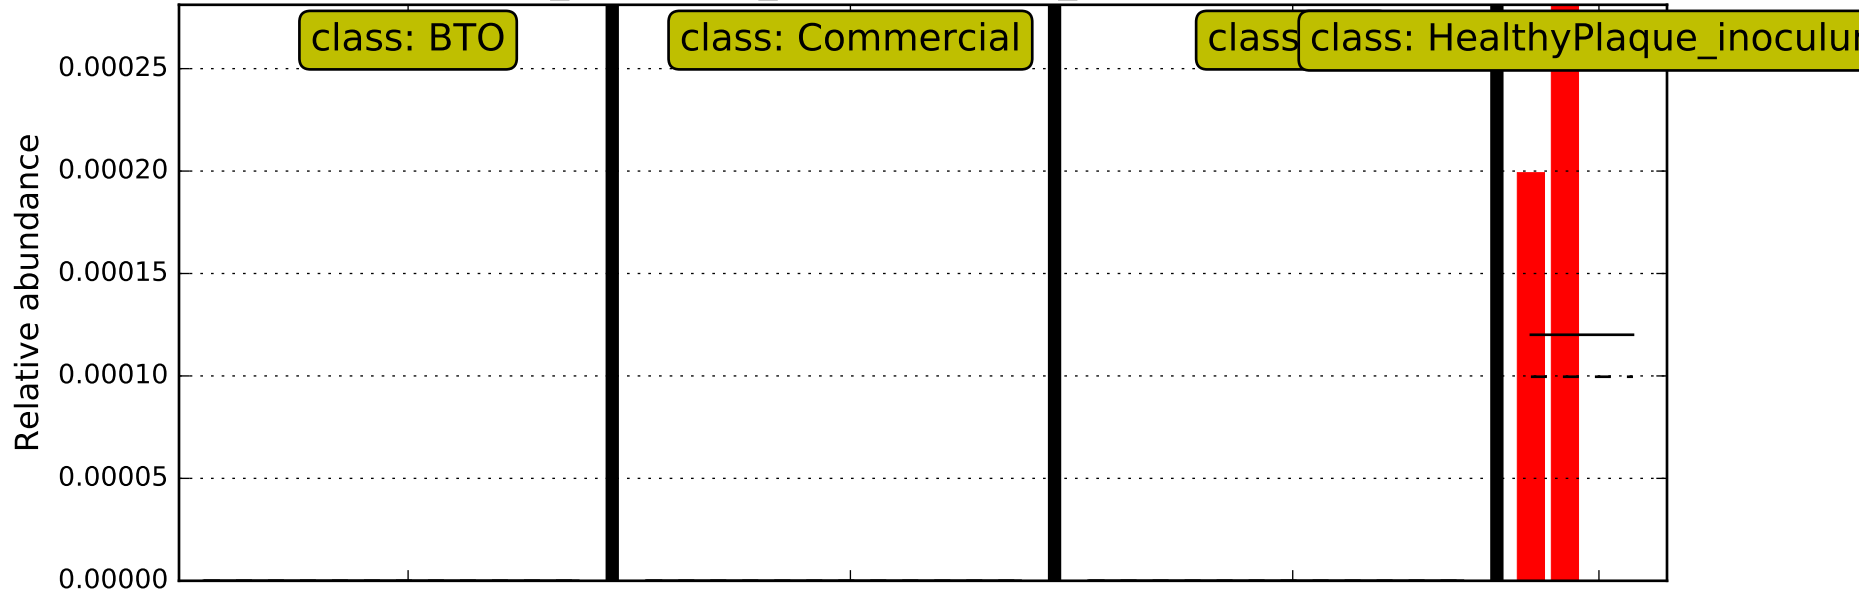 class: BTO
class: Commercial
class
class: HealthyPlaque_inoculu
Relative abundance
0.00025
0.00020
0.00015
0.00010
0.00005
0.00000